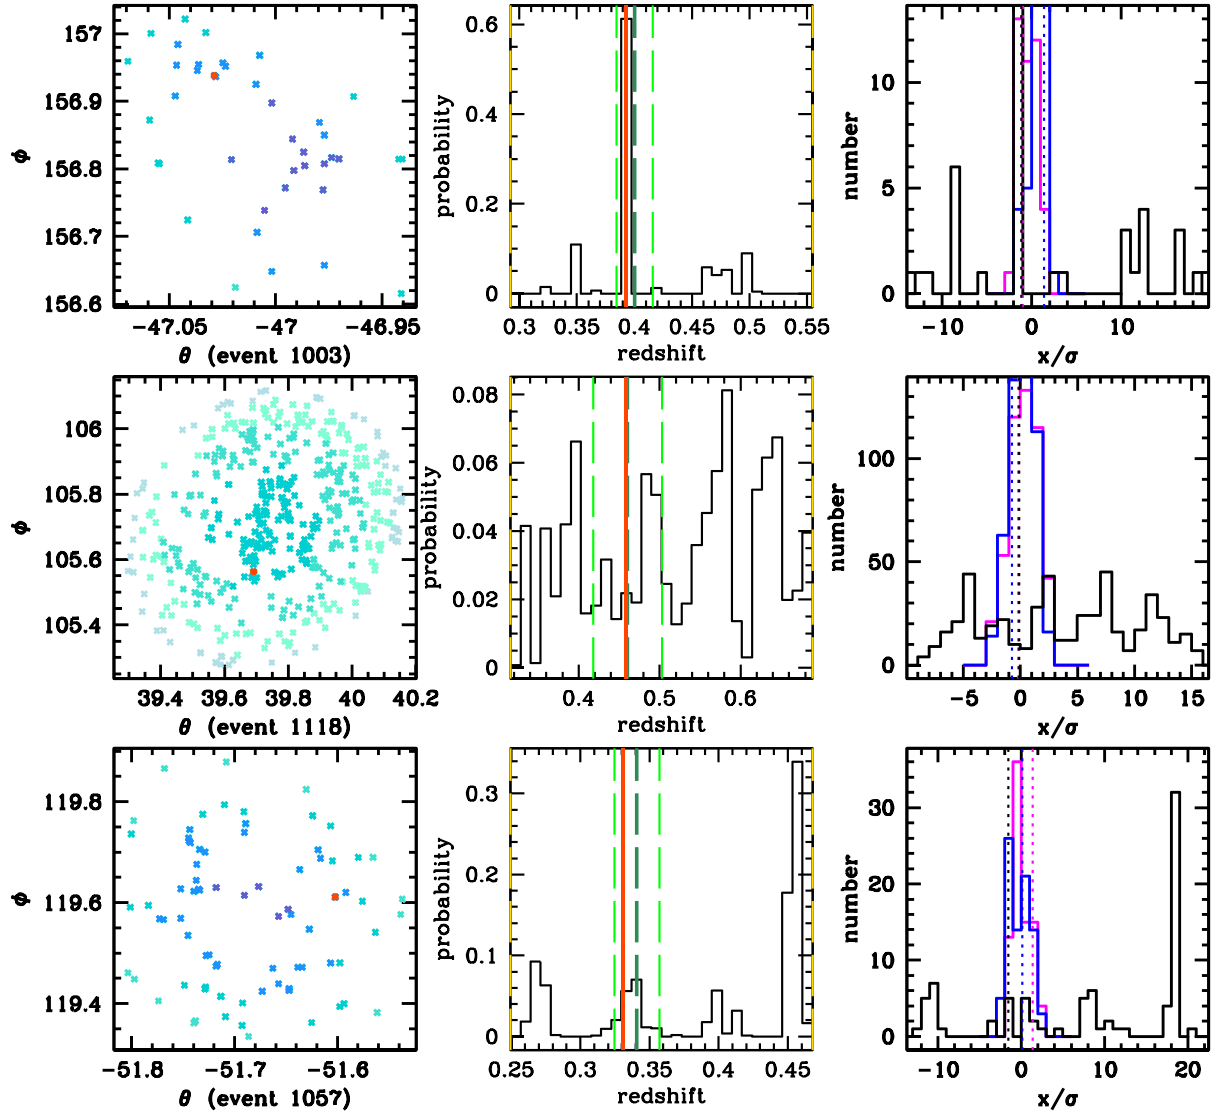 157
156.9
156.8
156.7
156.6
ϕ
−47.05 −47 −46.95
θ (event 1003)
0.6
0.4
0.2
0
probability
0.3 0.35 0.4 0.45 0.5 0.55
redshift
10
5
0
number
−10 0 10
x/σ
106
105.8
105.6
105.4
ϕ
39.4 39.6 39.8 40 40.2
θ (event 1118)
0.08
0.06
0.04
0.02
0
probability
0.4 0.5 0.6
redshift
100
50
0
number
−5 0 5 10 15
x/σ
119.8
119.6
119.4
ϕ
−51.8 −51.7 −51.6
θ (event 1057)
0.3
0.2
0.1
0
probability
0.25 0.3 0.35 0.4 0.45
redshift
30
20
10
0
number
−10 0 10 20
x/σ